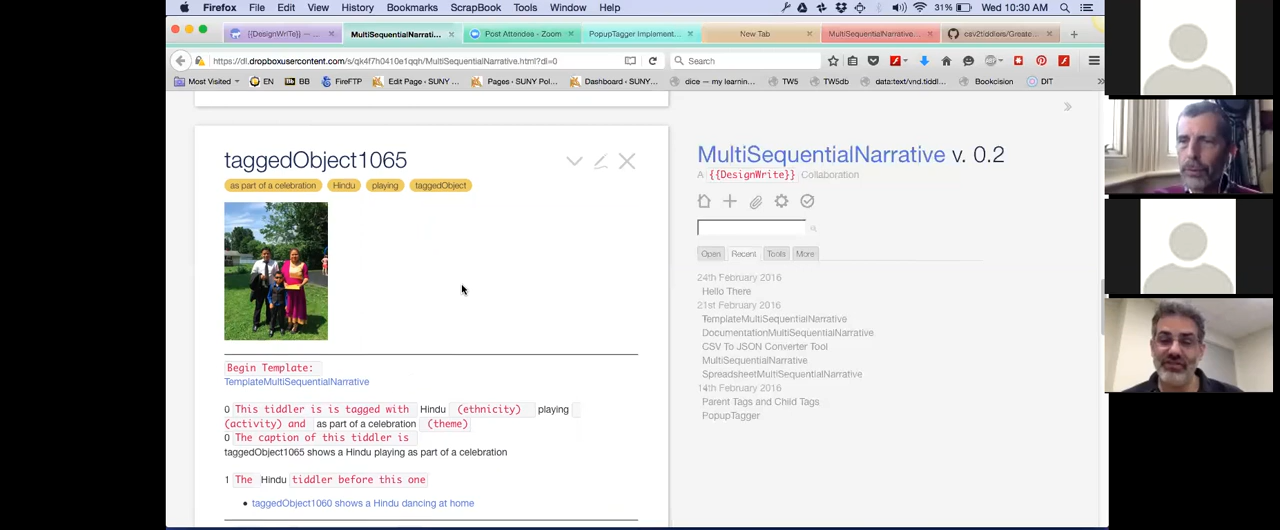 Firefox File Edit View History Bookmarks ScrapBook Tools Window Help
31% Wed 10:30 AM
{{DesignWriTe}} — ... MultiSequentialNarrati... Post Attendee - Zoom PopupTagger Implement... New Tab MultiSequentialNarrative... csv2tiddlers/Greate...
https://dl.dropboxusercontent.com/s/qk4f7h0410e1qqh/MultiSequentialNarrative.html?dl=0
Search
Most Visited EN BB FireFTP Edit Page - SUNY ... Pages - SUNY Pol... Dashboard - SUNY... dice — my learning... TW5 TW5db data:text/vnd.tiddl... Bookcision DIT
taggedObject1065
as part of a celebration Hindu playing taggedObject
Begin Template:
TemplateMultiSequentialNarrative
0 This tiddler is is tagged with Hindu (ethnicity) playing
(activity) and as part of a celebration (theme)
0 The caption of this tiddler is
taggedObject1065 shows a Hindu playing as part of a celebration
1 The Hindu tiddler before this one
taggedObject1060 shows a Hindu dancing at home
MultiSequentialNarrative v. 0.2
A {{DesignWrite}} Collaboration
Open Recent Tools More
24th February 2016
Hello There
21st February 2016
TemplateMultiSequentialNarrative
DocumentationMultiSequentialNarrative
CSV To JSON Converter Tool
MultiSequentialNarrative
SpreadsheetMultiSequentialNarrative
14th February 2016
Parent Tags and Child Tags
PopupTagger